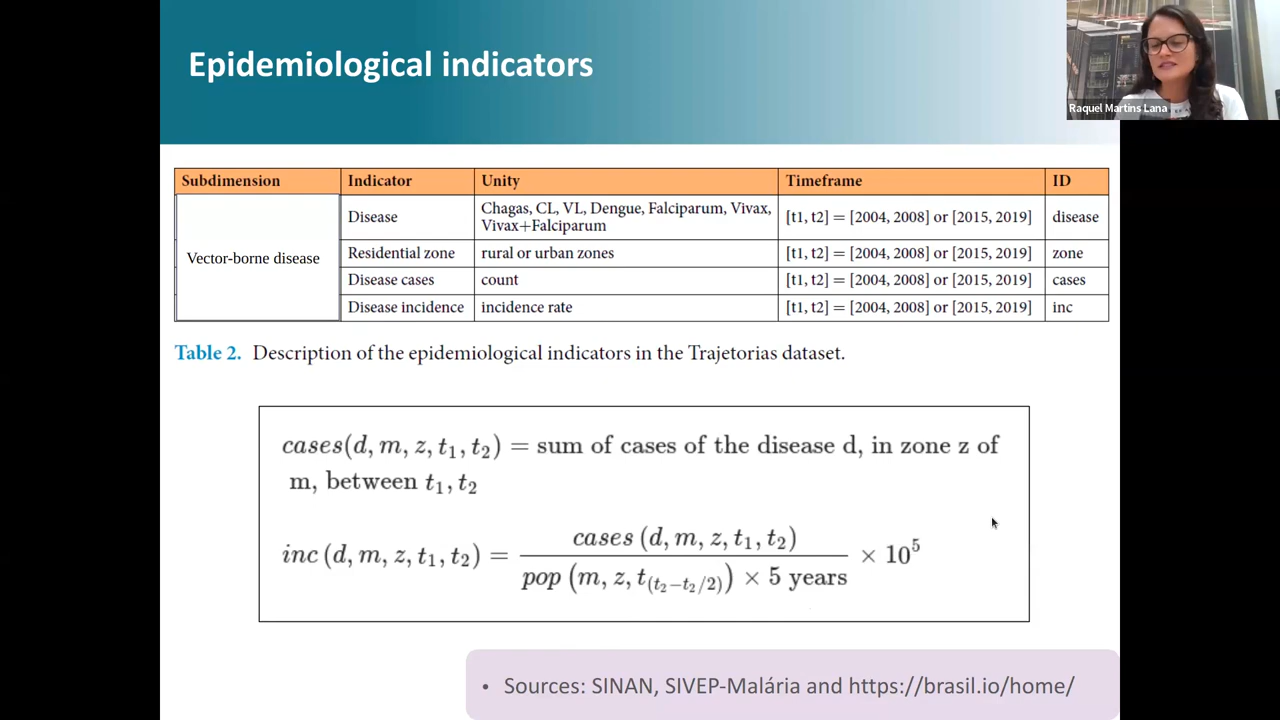 Epidemiological indicators
Raquel Martins Lana
Subdimension Indicator Unity Timeframe ID
Vector-borne disease
Disease Chagas, CL, VL, Dengue, Falciparum, Vivax, Vivax+Falciparum [t1, t2] = [2004, 2008] or [2015, 2019] disease
Residential zone rural or urban zones [t1, t2] = [2004, 2008] or [2015, 2019] zone
Disease cases count [t1, t2] = [2004, 2008] or [2015, 2019] cases
Disease incidence incidence rate [t1, t2] = [2004, 2008] or [2015, 2019] inc
Table 2. Description of the epidemiological indicators in the Trajetorias dataset.
cases(d, m, z, t₁, t₂) = sum of cases of the disease d, in zone z of
m, between t₁, t₂
inc (d, m, z, t₁, t₂) = cases (d, m, z, t₁, t₂) / pop (m, z, t_(t₂−t₂/2)) × 5 years × 10⁵
• Sources: SINAN, SIVEP-Malária and https://brasil.io/home/